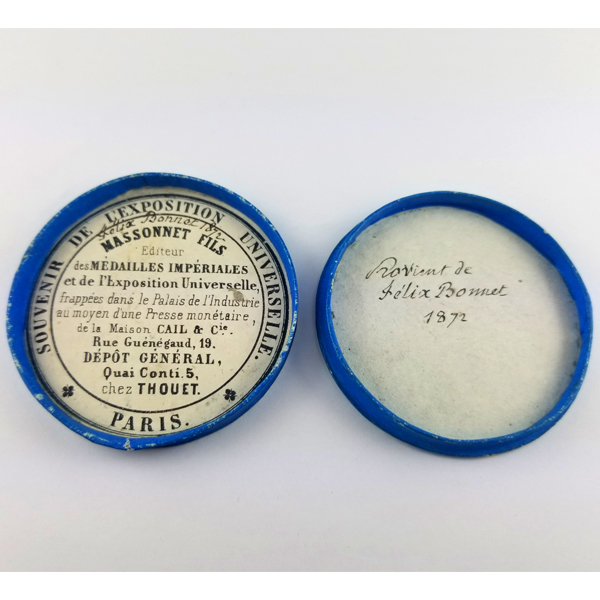 SOUVENIR DE L'EXPOSITION UNIVERSELLE.
Félix Bonnet 1872
MASSONNET FILS
Editeur
des MÉDAILLES IMPÉRIALES
et de l'Exposition Universelle,
frappées dans le Palais de l'Industrie
au moyen d'une Presse monétaire,
de la Maison CAIL & Cie.
Rue Guénégaud, 19.
DÉPÔT GÉNÉRAL,
Quai Conti. 5,
chez THOUET.
PARIS.
Provient de
Félix Bonnet
1872